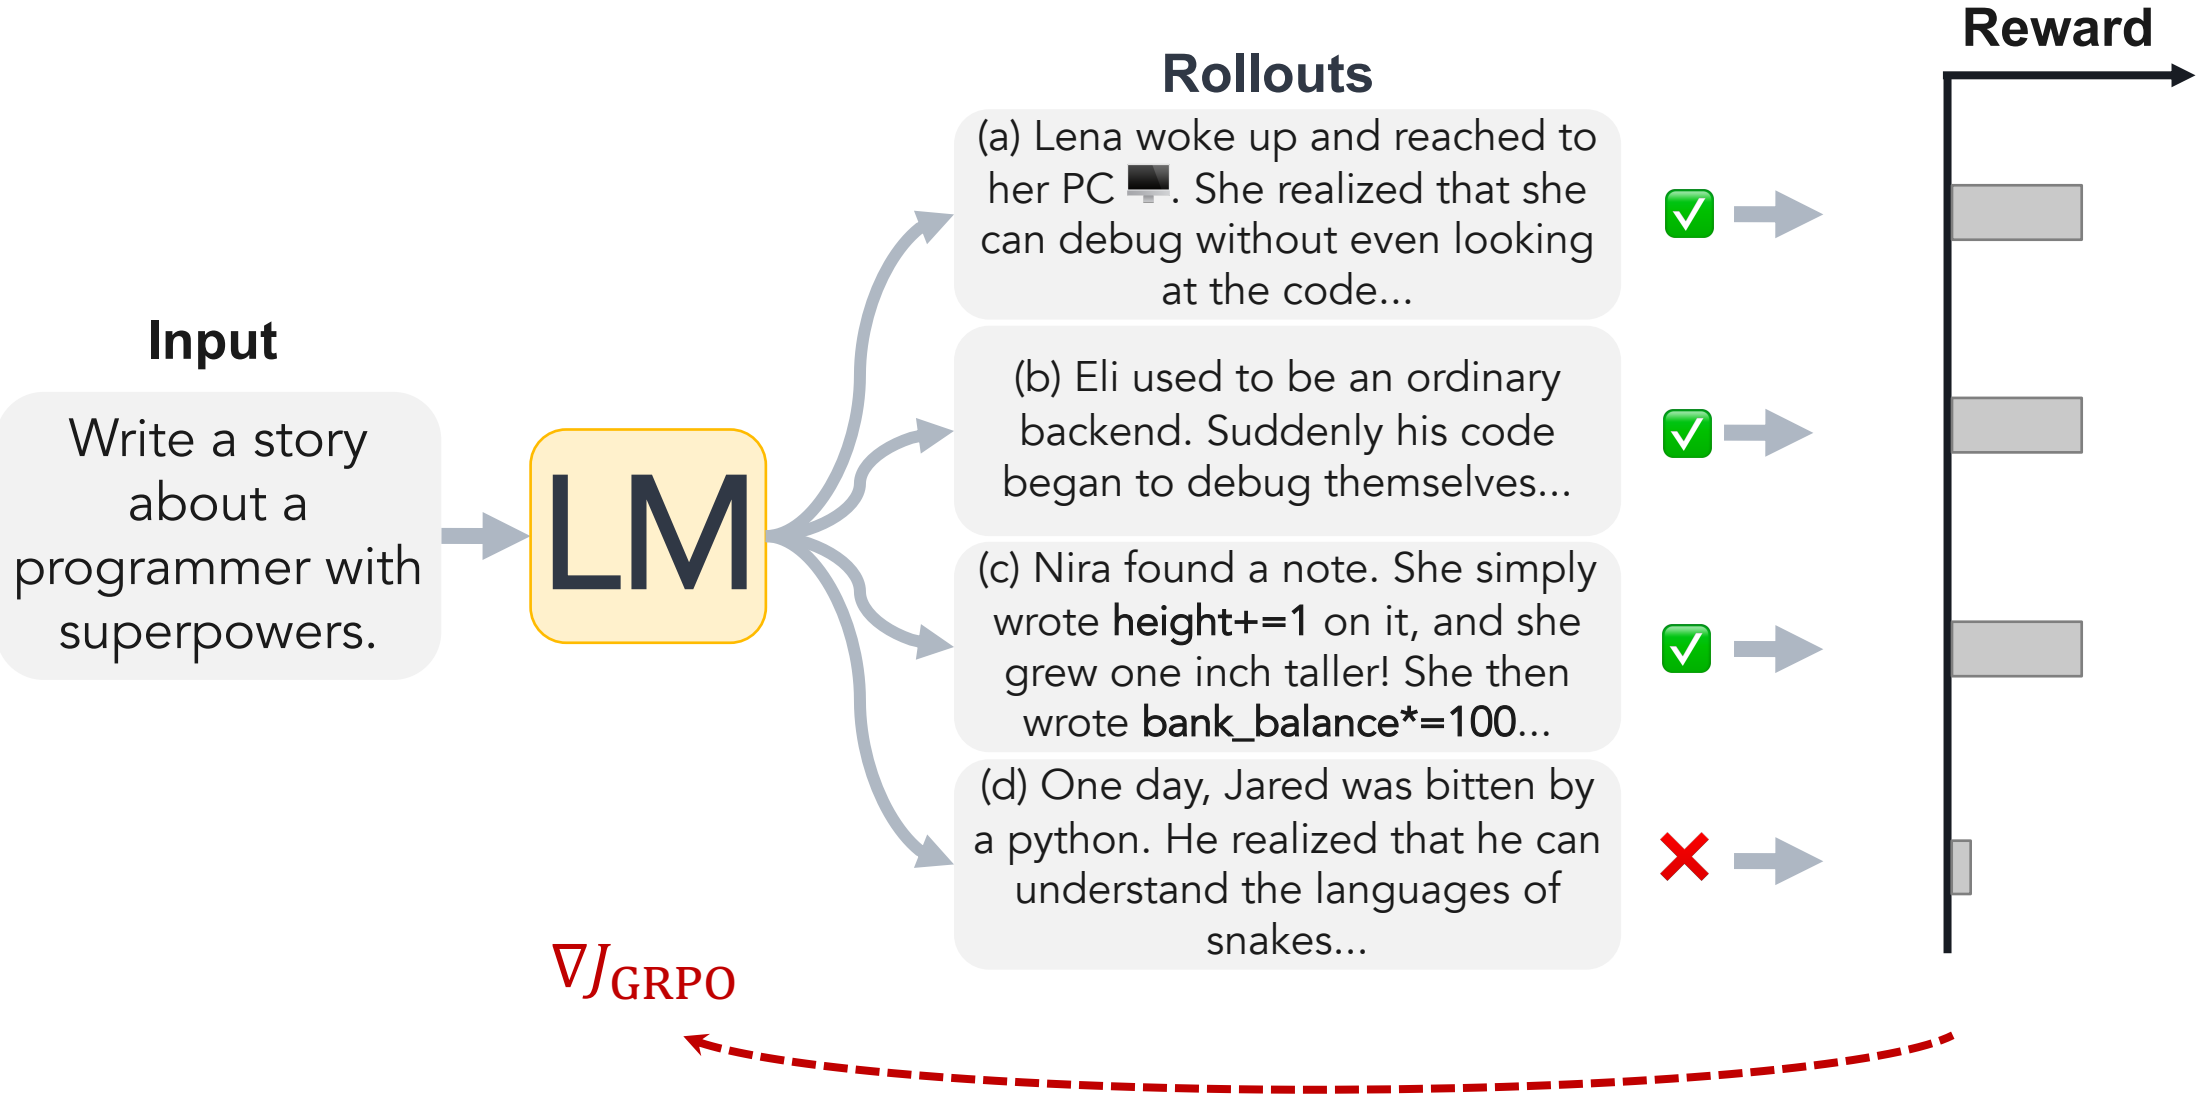 Reward
Rollouts
(a) Lena woke up and reached to
her PC 🖥️. She realized that she
can debug without even looking
at the code...
(b) Eli used to be an ordinary
backend. Suddenly his code
began to debug themselves...
(c) Nira found a note. She simply
wrote height+=1 on it, and she
grew one inch taller! She then
wrote bank_balance*=100...
(d) One day, Jared was bitten by
a python. He realized that he can
understand the languages of
snakes...
Input
Write a story
about a
programmer with
superpowers.
LM
∇J_GRPO